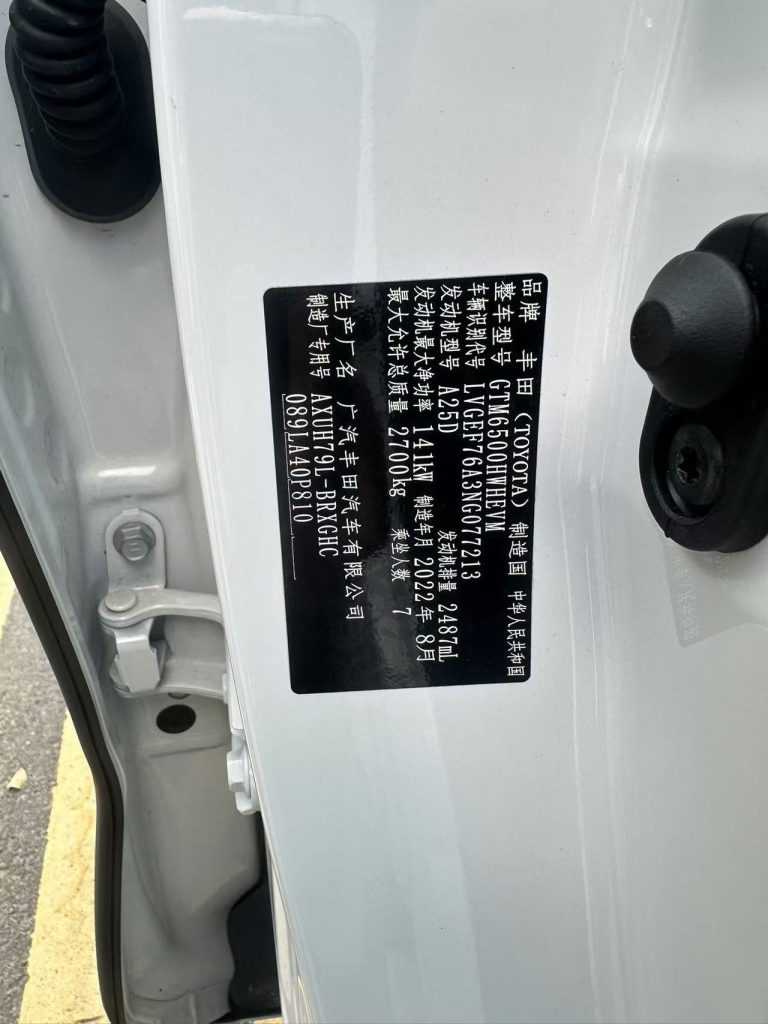 品牌 丰田 (TOYOTA) 制造国 中华人民共和国
整车型号 GTM6500HWHEVM
车辆识别代号 LVGEF76A3NG077213
发动机型号 A25D 发动机排量 2487mL
发动机最大净功率 141kW 制造年月 2022年 8月
最大允许总质量 2700kg 乘坐人数 7
生产厂名 广汽丰田汽车有限公司
制造厂专用号 AXUH79L-BRXGHC
089LA40P810